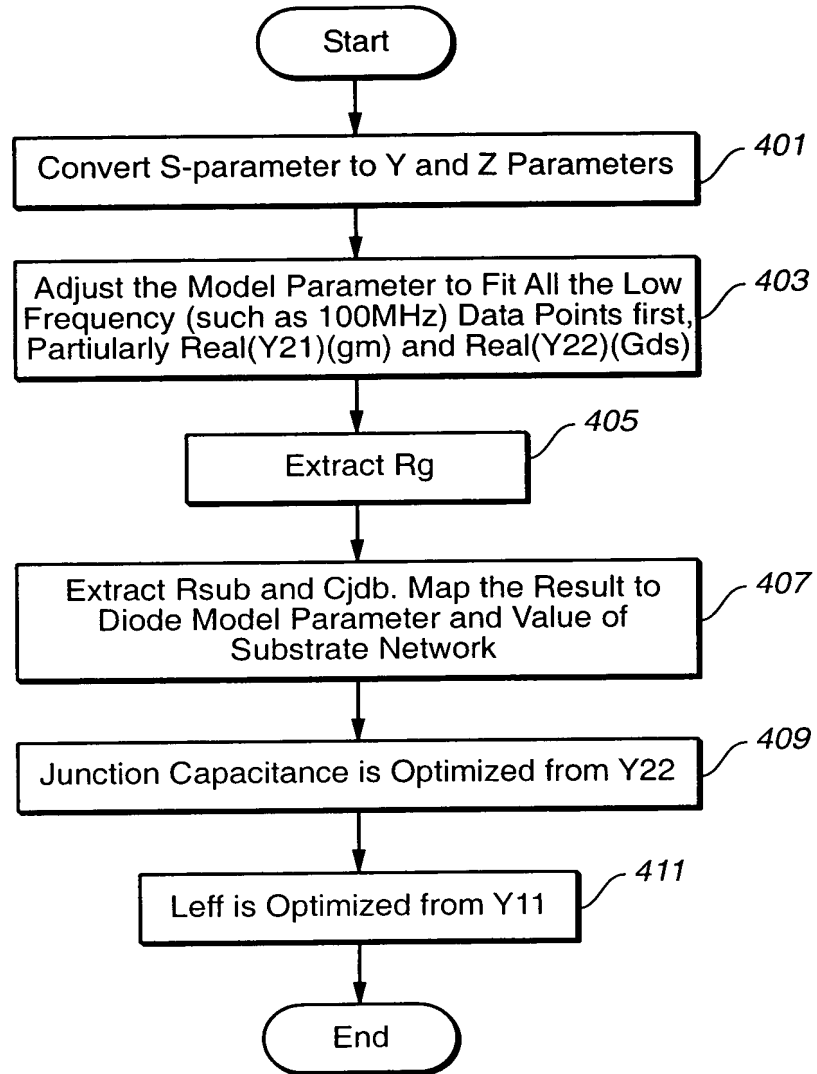 Start
Convert S-parameter to Y and Z Parameters
401
Adjust the Model Parameter to Fit All the Low
Frequency (such as 100MHz) Data Points first,
Partiularly Real(Y21)(gm) and Real(Y22)(Gds)
403
Extract Rg
405
Extract Rsub and Cjdb. Map the Result to
Diode Model Parameter and Value of
Substrate Network
407
Junction Capacitance is Optimized from Y22
409
Leff is Optimized from Y11
411
End